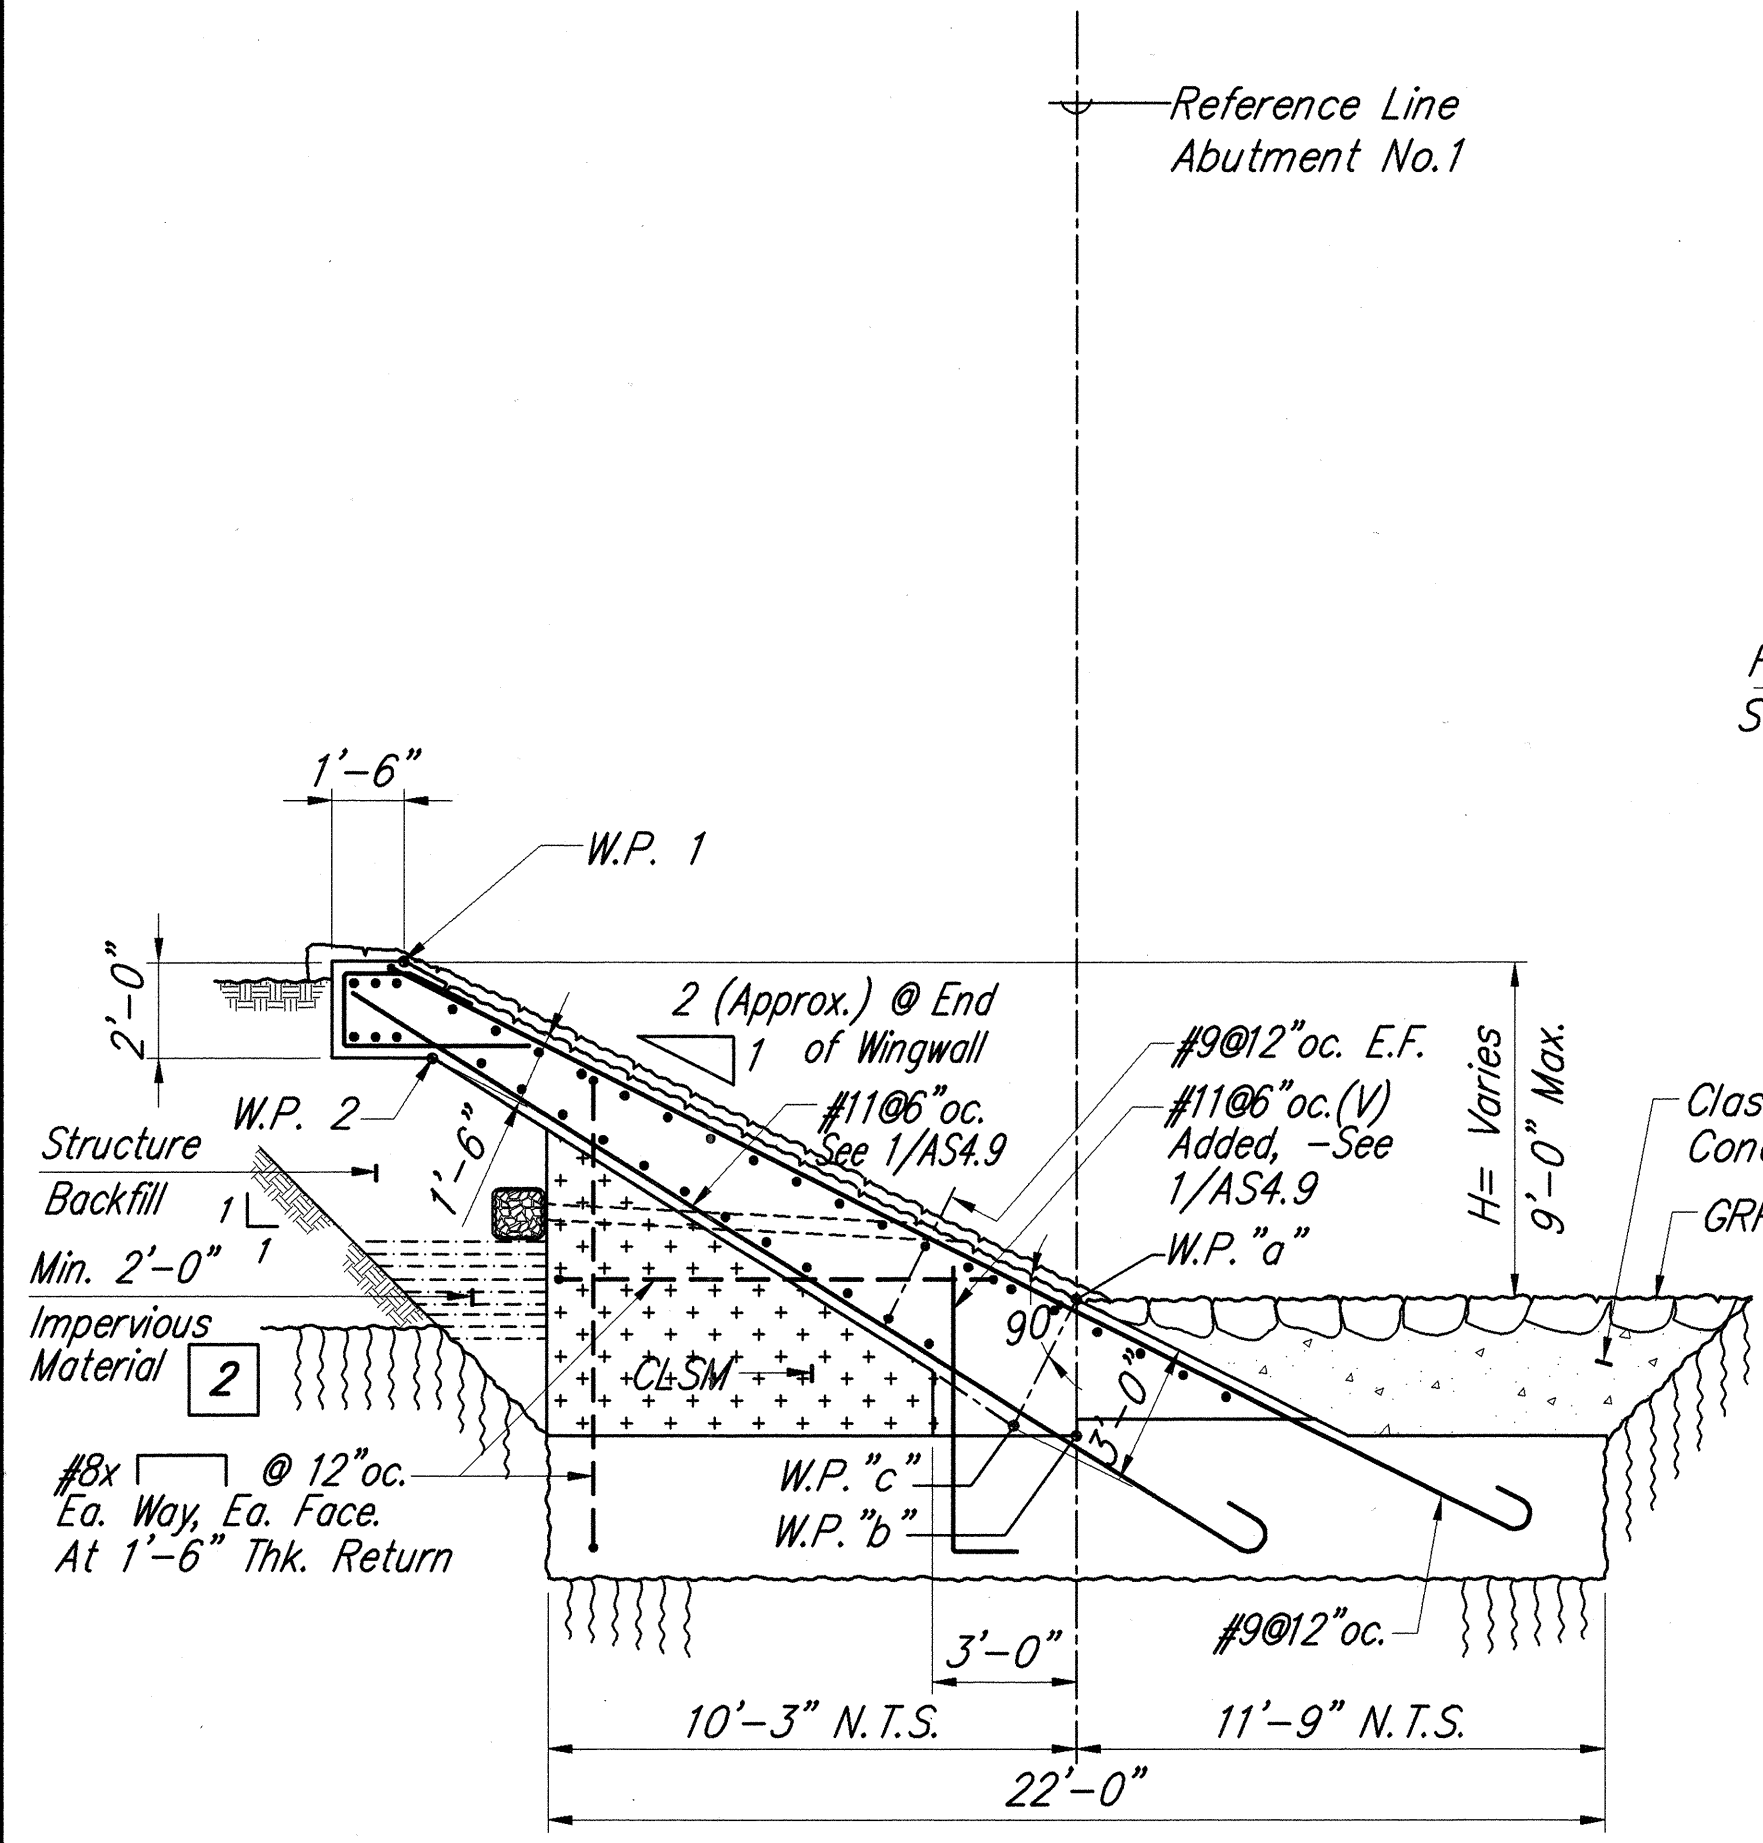 Reference Line
Abutment No.1
1'-6"
W.P. 1
2'-0"
2 (Approx.) @ End
1 of Wingwall
#9@12"oc. E.F.
#11@6"oc.
See 1/AS4.9
#11@6"oc.(V)
Added, -See
1/AS4.9
H= Varies
9'-0" Max.
W.P. 2
1'-6"
Structure
Backfill
1
1
Min. 2'-0"
Impervious
Material
2
W.P. "a"
90
CLSM
3'-0"
#8x @ 12"oc.
Ea. Way, Ea. Face.
At 1'-6" Thk. Return
W.P. "c"
W.P. "b"
#9@12"oc.
3'-0"
10'-3" N.T.S.
11'-9" N.T.S.
22'-0"